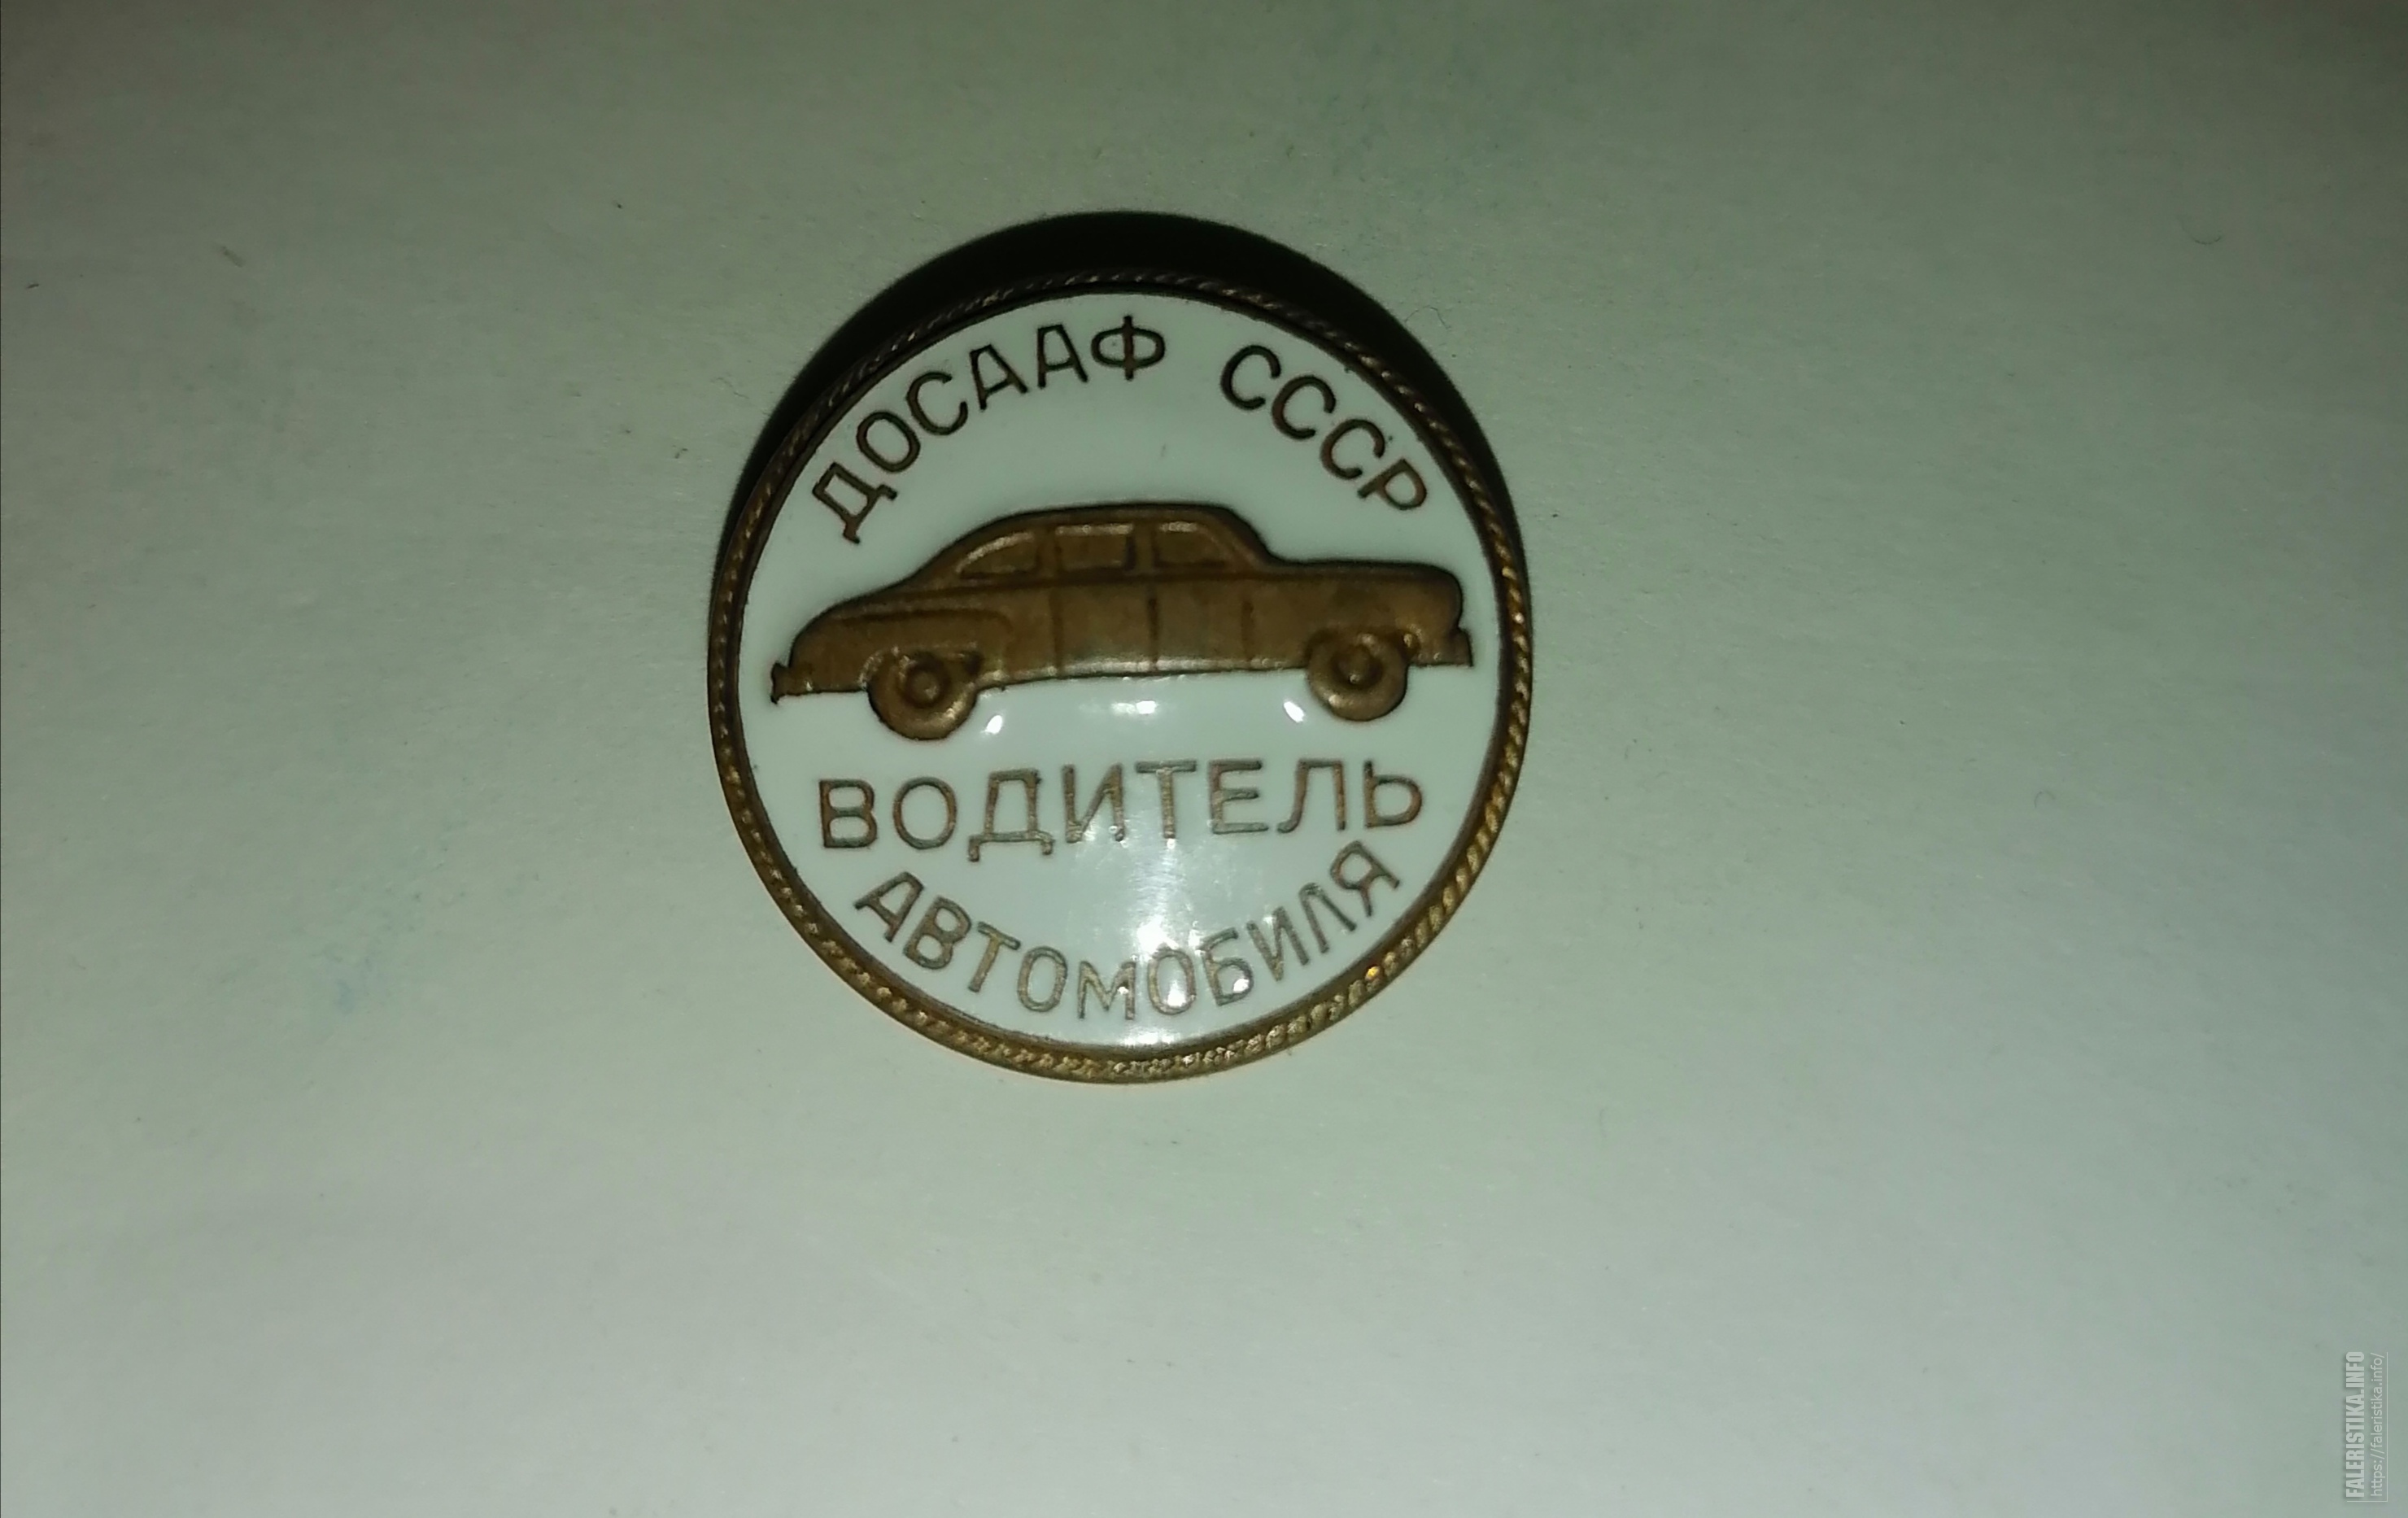 ДОСААФ СССР
ВОДИТЕЛЬ
АВТОМОБИЛЯ
FALERISTIKA.INFO
https://faleristika.info/